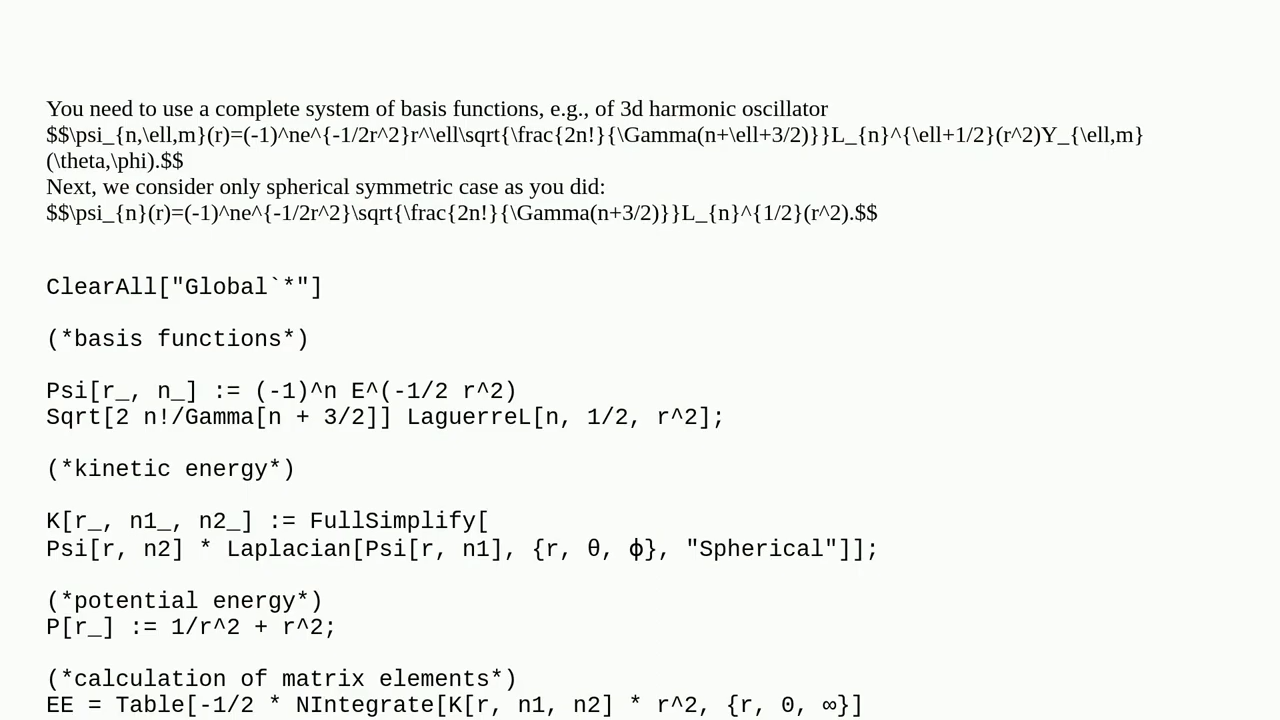 You need to use a complete system of basis functions, e.g., of 3d harmonic oscillator
$$\psi_{n,\ell,m}(r)=(-1)^ne^{-1/2r^2}r^\ell\sqrt{\frac{2n!}{\Gamma(n+\ell+3/2)}}L_{n}^{\ell+1/2}(r^2)Y_{\ell,m}
(\theta,\phi).$$
Next, we consider only spherical symmetric case as you did:
$$\psi_{n}(r)=(-1)^ne^{-1/2r^2}\sqrt{\frac{2n!}{\Gamma(n+3/2)}}L_{n}^{1/2}(r^2).$$
ClearAll["Global`*"]
(*basis functions*)
Psi[r_, n_] := (-1)^n E^(-1/2 r^2)
Sqrt[2 n!/Gamma[n + 3/2]] LaguerreL[n, 1/2, r^2];
(*kinetic energy*)
K[r_, n1_, n2_] := FullSimplify[
Psi[r, n2] * Laplacian[Psi[r, n1], {r, θ, ϕ}, "Spherical"]];
(*potential energy*)
P[r_] := 1/r^2 + r^2;
(*calculation of matrix elements*)
EE = Table[-1/2 * NIntegrate[K[r, n1, n2] * r^2, {r, 0, ∞}]